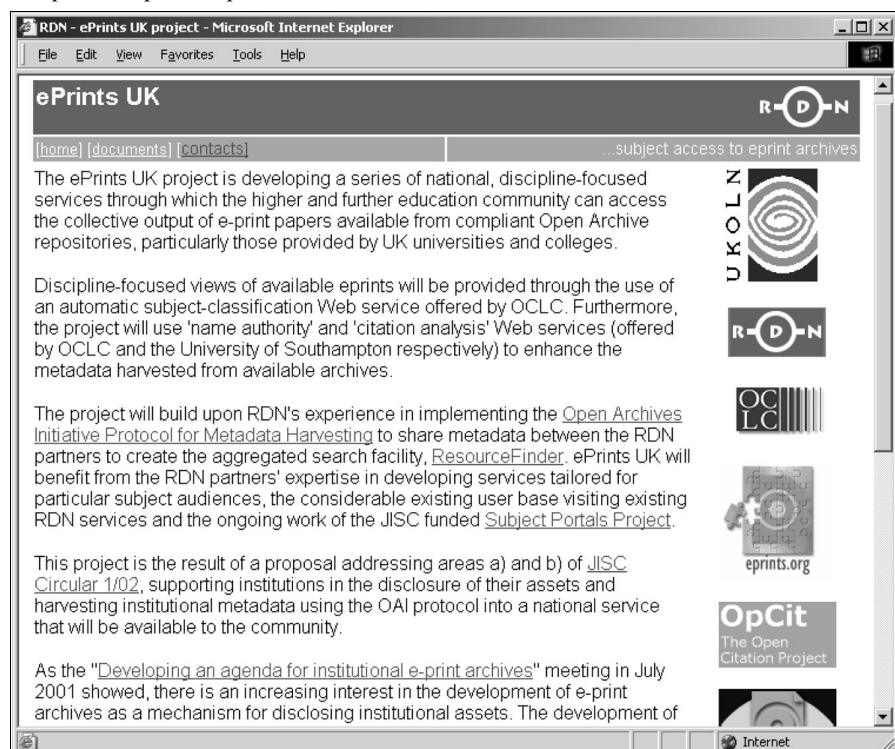 RDN - ePrints UK project - Microsoft Internet Explorer
File Edit View Favorites Tools Help
ePrints UK
R-D-N
[home] [documents] [contacts]
...subject access to eprint archives
The ePrints UK project is developing a series of national, discipline-focused
services through which the higher and further education community can access
the collective output of e-print papers available from compliant Open Archive
repositories, particularly those provided by UK universities and colleges.
Discipline-focused views of available eprints will be provided through the use of
an automatic subject-classification Web service offered by OCLC. Furthermore,
the project will use 'name authority' and 'citation analysis' Web services (offered
by OCLC and the University of Southampton respectively) to enhance the
metadata harvested from available archives.
The project will build upon RDN's experience in implementing the Open Archives
Initiative Protocol for Metadata Harvesting to share metadata between the RDN
partners to create the aggregated search facility, ResourceFinder. ePrints UK will
benefit from the RDN partners' expertise in developing services tailored for
particular subject audiences, the considerable existing user base visiting existing
RDN services and the ongoing work of the JISC funded Subject Portals Project.
This project is the result of a proposal addressing areas a) and b) of JISC
Circular 1/02, supporting institutions in the disclosure of their assets and
harvesting institutional metadata using the OAI protocol into a national service
that will be available to the community.
As the "Developing an agenda for institutional e-print archives" meeting in July
2001 showed, there is an increasing interest in the development of e-print
archives as a mechanism for disclosing institutional assets. The development of
UKOLN
R-D-N
OC
LC
eprints.org
OpCit
The Open
Citation Project
Internet